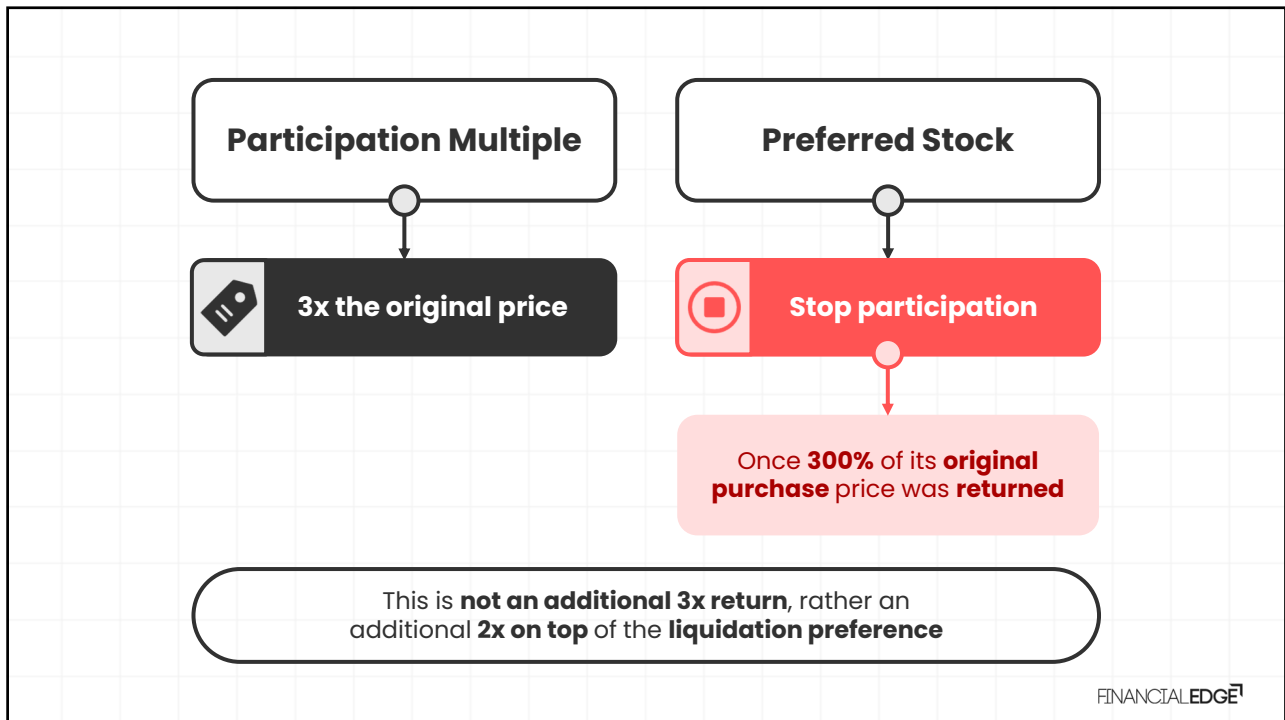 Participation Multiple
Preferred Stock
3x the original price
Stop participation
Once 300% of its original
purchase price was returned
This is not an additional 3x return, rather an
additional 2x on top of the liquidation preference
FINANCIALEDGE